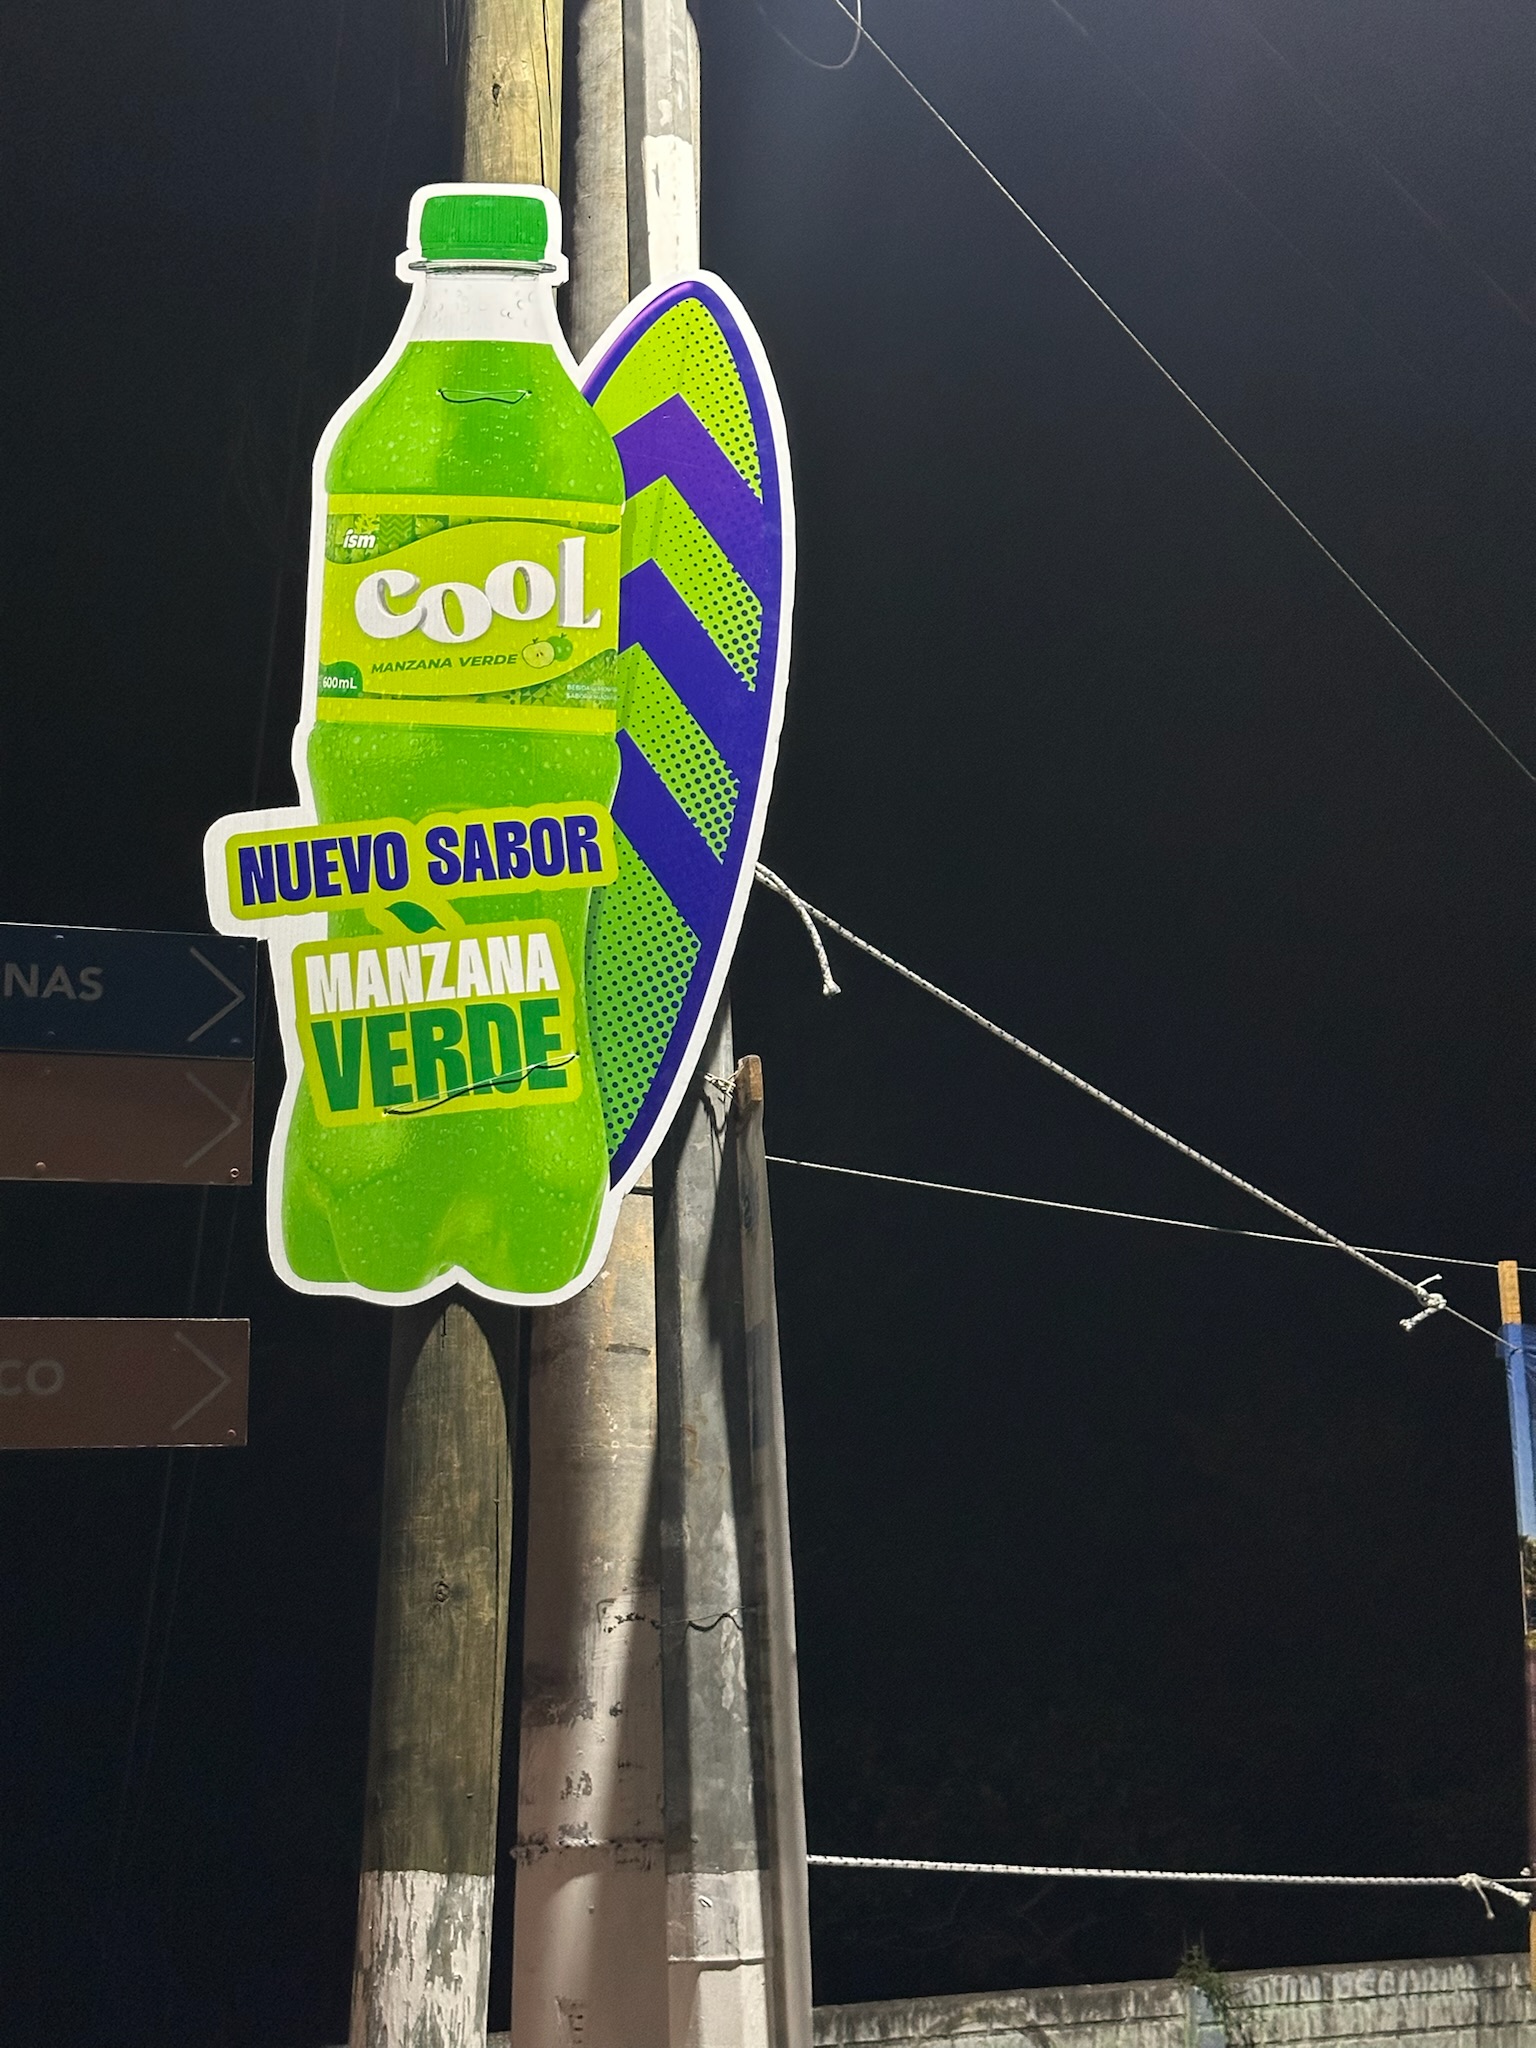 ism
COOL
MANZANA VERDE
600mL
NUEVO SABOR
MANZANA
VERDE
NAS
CO